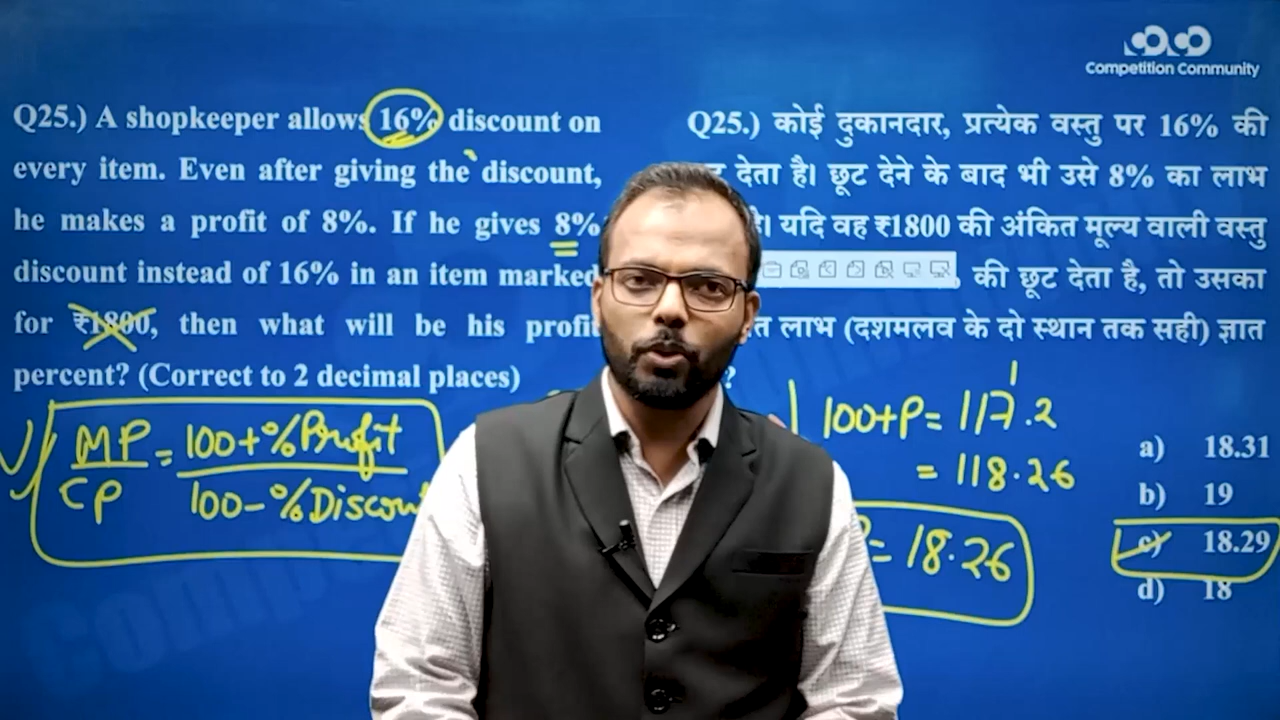 Competition Community
Q25.) A shopkeeper allows 16% discount on
every item. Even after giving the discount,
he makes a profit of 8%. If he gives 8%
discount instead of 16% in an item marked
for ₹1800, then what will be his profit
percent? (Correct to 2 decimal places)
Q25.) कोई दुकानदार, प्रत्येक वस्तु पर 16% की
देता है। छूट देने के बाद भी उसे 8% का लाभ
यदि वह ₹1800 की अंकित मूल्य वाली वस्तु
की छूट देता है, तो उसका
लाभ (दशमलव के दो स्थान तक सही) ज्ञात
?
MP/CP = 100+%Profit/100-%Discou
100+P = 117.2
= 118.26
= 18.26
a) 18.31
b) 19
c) 18.29
d) 18